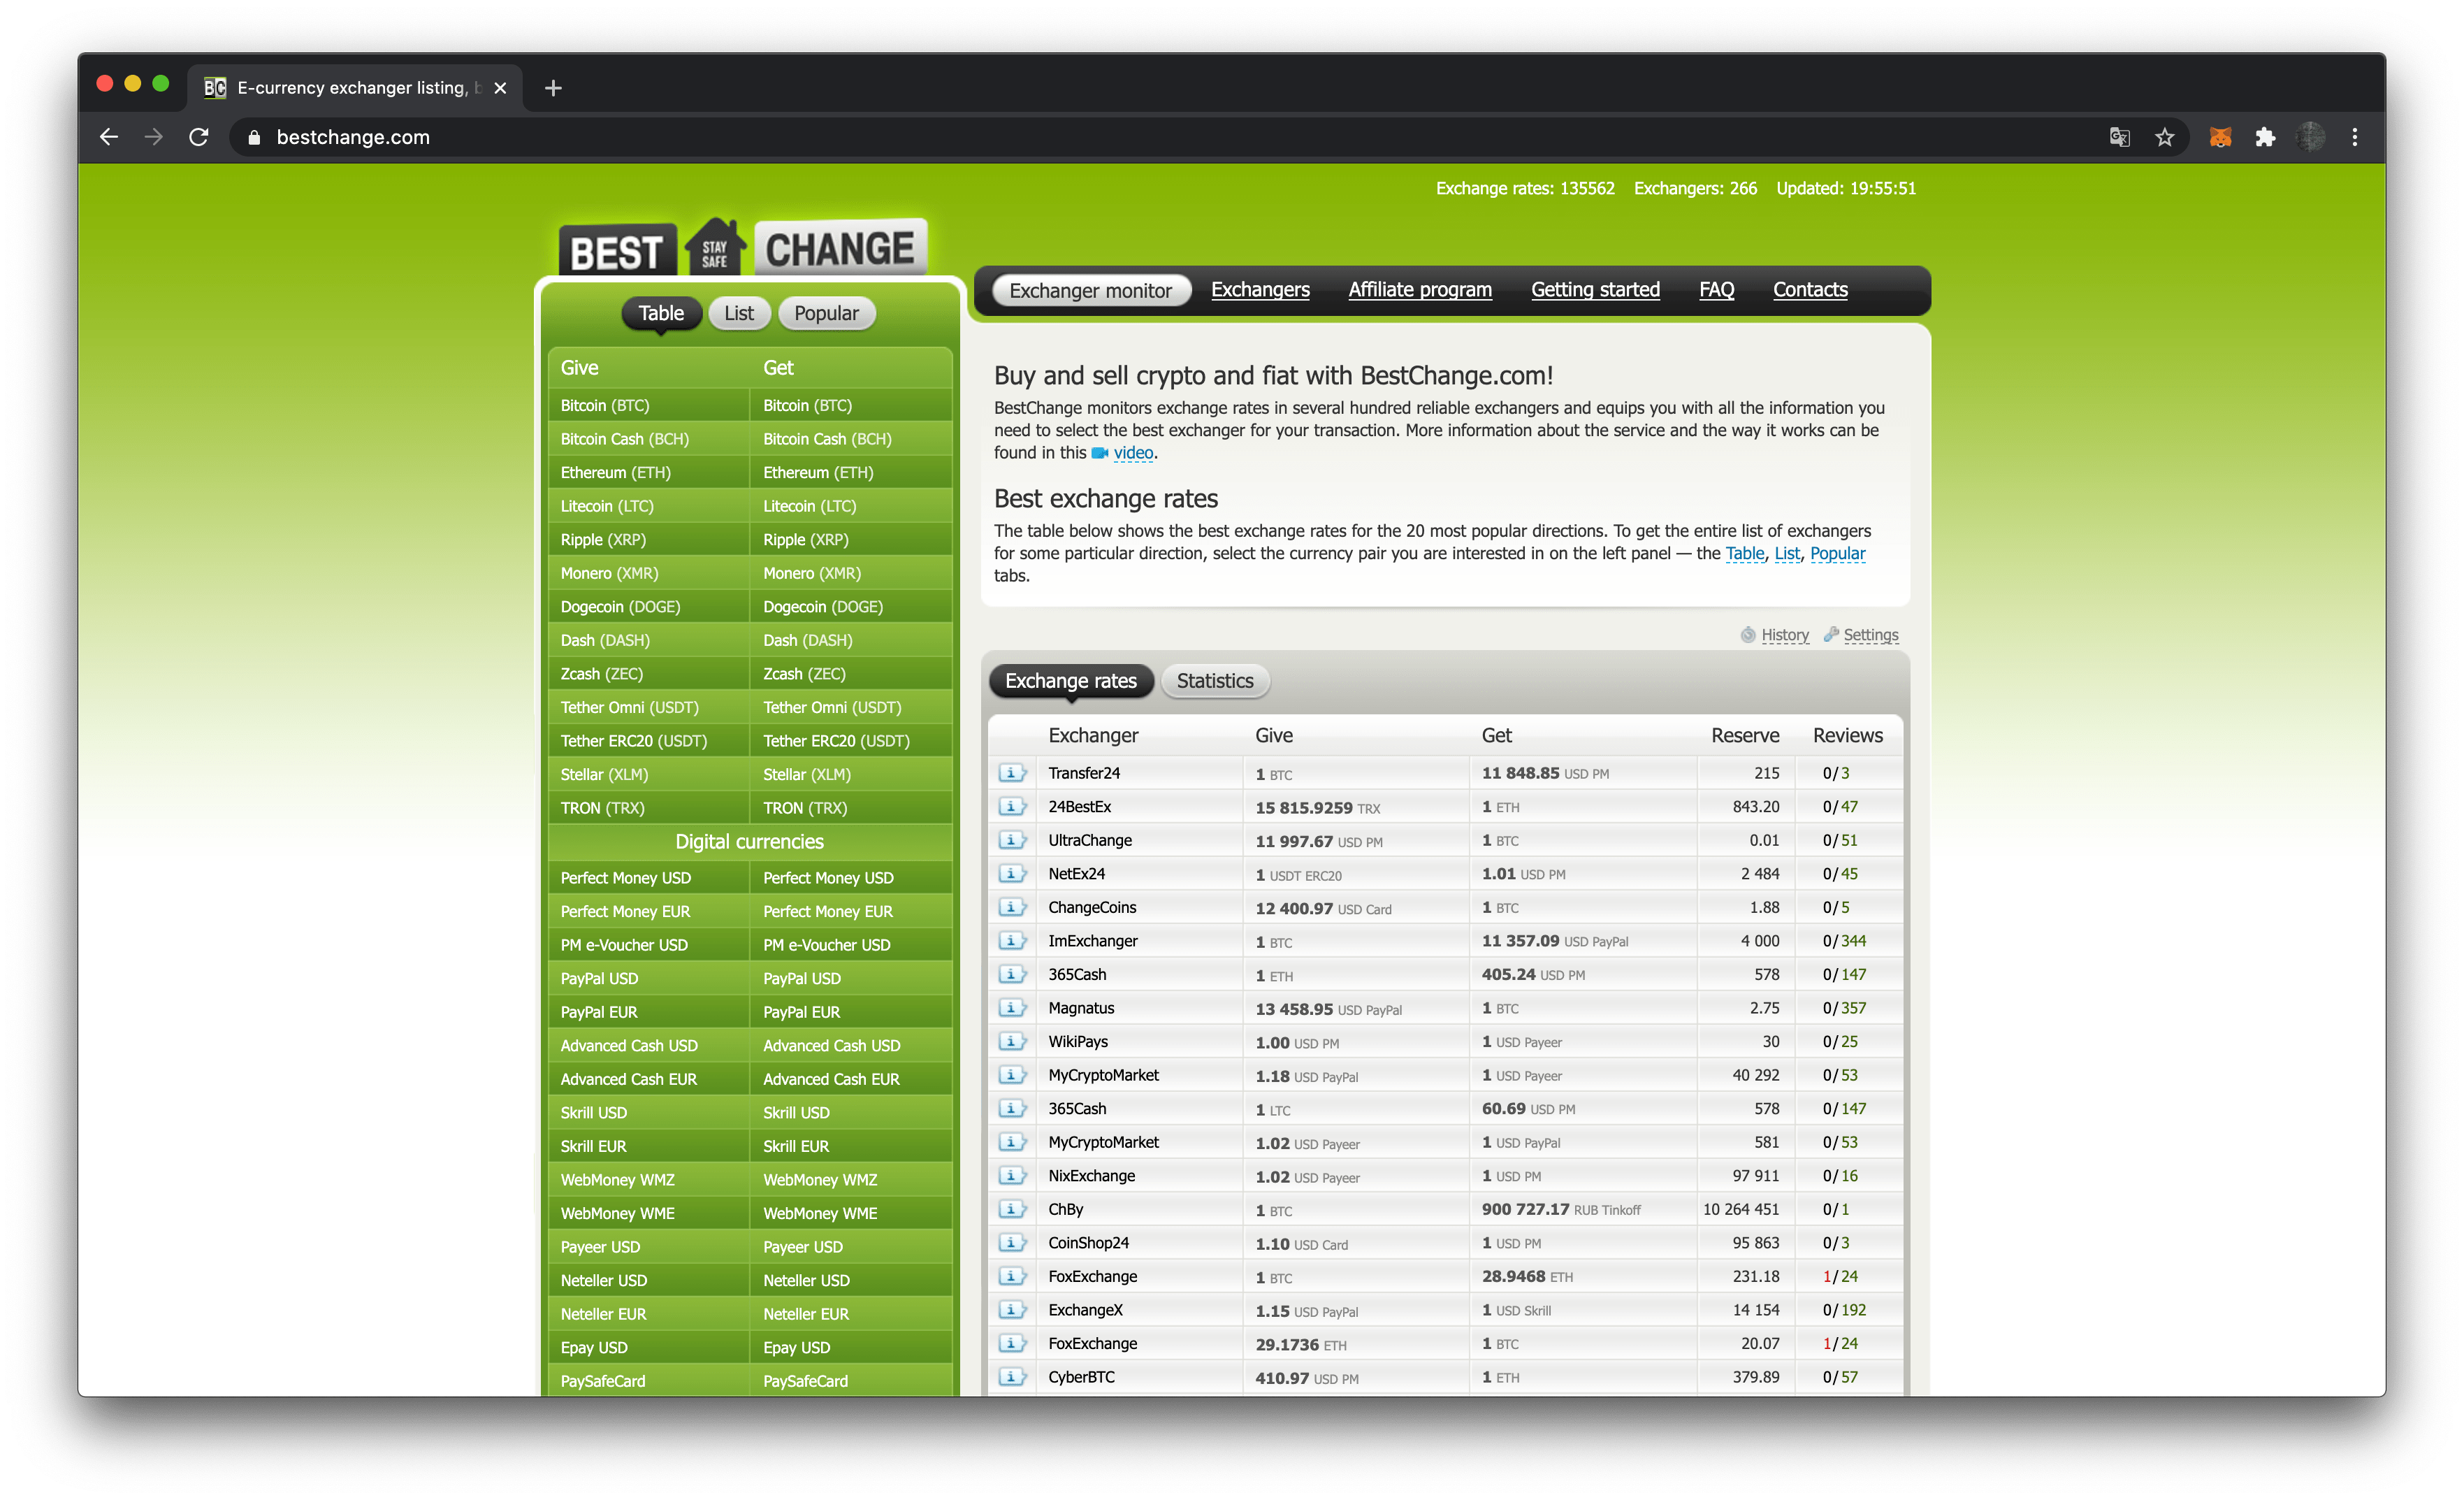 E-currency exchanger listing,
bestchange.com
Exchange rates: 135562 Exchangers: 266 Updated: 19:55:51
BEST STAY SAFE CHANGE
Exchanger monitor Exchangers Affiliate program Getting started FAQ Contacts
Table List Popular
Give Get
Bitcoin (BTC) Bitcoin (BTC)
Bitcoin Cash (BCH) Bitcoin Cash (BCH)
Ethereum (ETH) Ethereum (ETH)
Litecoin (LTC) Litecoin (LTC)
Ripple (XRP) Ripple (XRP)
Monero (XMR) Monero (XMR)
Dogecoin (DOGE) Dogecoin (DOGE)
Dash (DASH) Dash (DASH)
Zcash (ZEC) Zcash (ZEC)
Tether Omni (USDT) Tether Omni (USDT)
Tether ERC20 (USDT) Tether ERC20 (USDT)
Stellar (XLM) Stellar (XLM)
TRON (TRX) TRON (TRX)
Digital currencies
Perfect Money USD Perfect Money USD
Perfect Money EUR Perfect Money EUR
PM e-Voucher USD PM e-Voucher USD
PayPal USD PayPal USD
PayPal EUR PayPal EUR
Advanced Cash USD Advanced Cash USD
Advanced Cash EUR Advanced Cash EUR
Skrill USD Skrill USD
Skrill EUR Skrill EUR
WebMoney WMZ WebMoney WMZ
WebMoney WME WebMoney WME
Payeer USD Payeer USD
Neteller USD Neteller USD
Neteller EUR Neteller EUR
Epay USD Epay USD
PaySafeCard PaySafeCard
Buy and sell crypto and fiat with BestChange.com!
BestChange monitors exchange rates in several hundred reliable exchangers and equips you with all the information you
need to select the best exchanger for your transaction. More information about the service and the way it works can be
found in this video.
Best exchange rates
The table below shows the best exchange rates for the 20 most popular directions. To get the entire list of exchangers
for some particular direction, select the currency pair you are interested in on the left panel — the Table, List, Popular
tabs.
History Settings
Exchange rates Statistics
Exchanger Give Get Reserve Reviews
Transfer24 1 BTC 11 848.85 USD PM 215 0/3
24BestEx 15 815.9259 TRX 1 ETH 843.20 0/47
UltraChange 11 997.67 USD PM 1 BTC 0.01 0/51
NetEx24 1 USDT ERC20 1.01 USD PM 2 484 0/45
ChangeCoins 12 400.97 USD Card 1 BTC 1.88 0/5
ImExchanger 1 BTC 11 357.09 USD PayPal 4 000 0/344
365Cash 1 ETH 405.24 USD PM 578 0/147
Magnatus 13 458.95 USD PayPal 1 BTC 2.75 0/357
WikiPays 1.00 USD PM 1 USD Payeer 30 0/25
MyCryptoMarket 1.18 USD PayPal 1 USD Payeer 40 292 0/53
365Cash 1 LTC 60.69 USD PM 578 0/147
MyCryptoMarket 1.02 USD Payeer 1 USD PayPal 581 0/53
NixExchange 1.02 USD Payeer 1 USD PM 97 911 0/16
ChBy 1 BTC 900 727.17 RUB Tinkoff 10 264 451 0/1
CoinShop24 1.10 USD Card 1 USD PM 95 863 0/3
FoxExchange 1 BTC 28.9468 ETH 231.18 1/24
ExchangeX 1.15 USD PayPal 1 USD Skrill 14 154 0/192
FoxExchange 29.1736 ETH 1 BTC 20.07 1/24
CyberBTC 410.97 USD PM 1 ETH 379.89 0/57